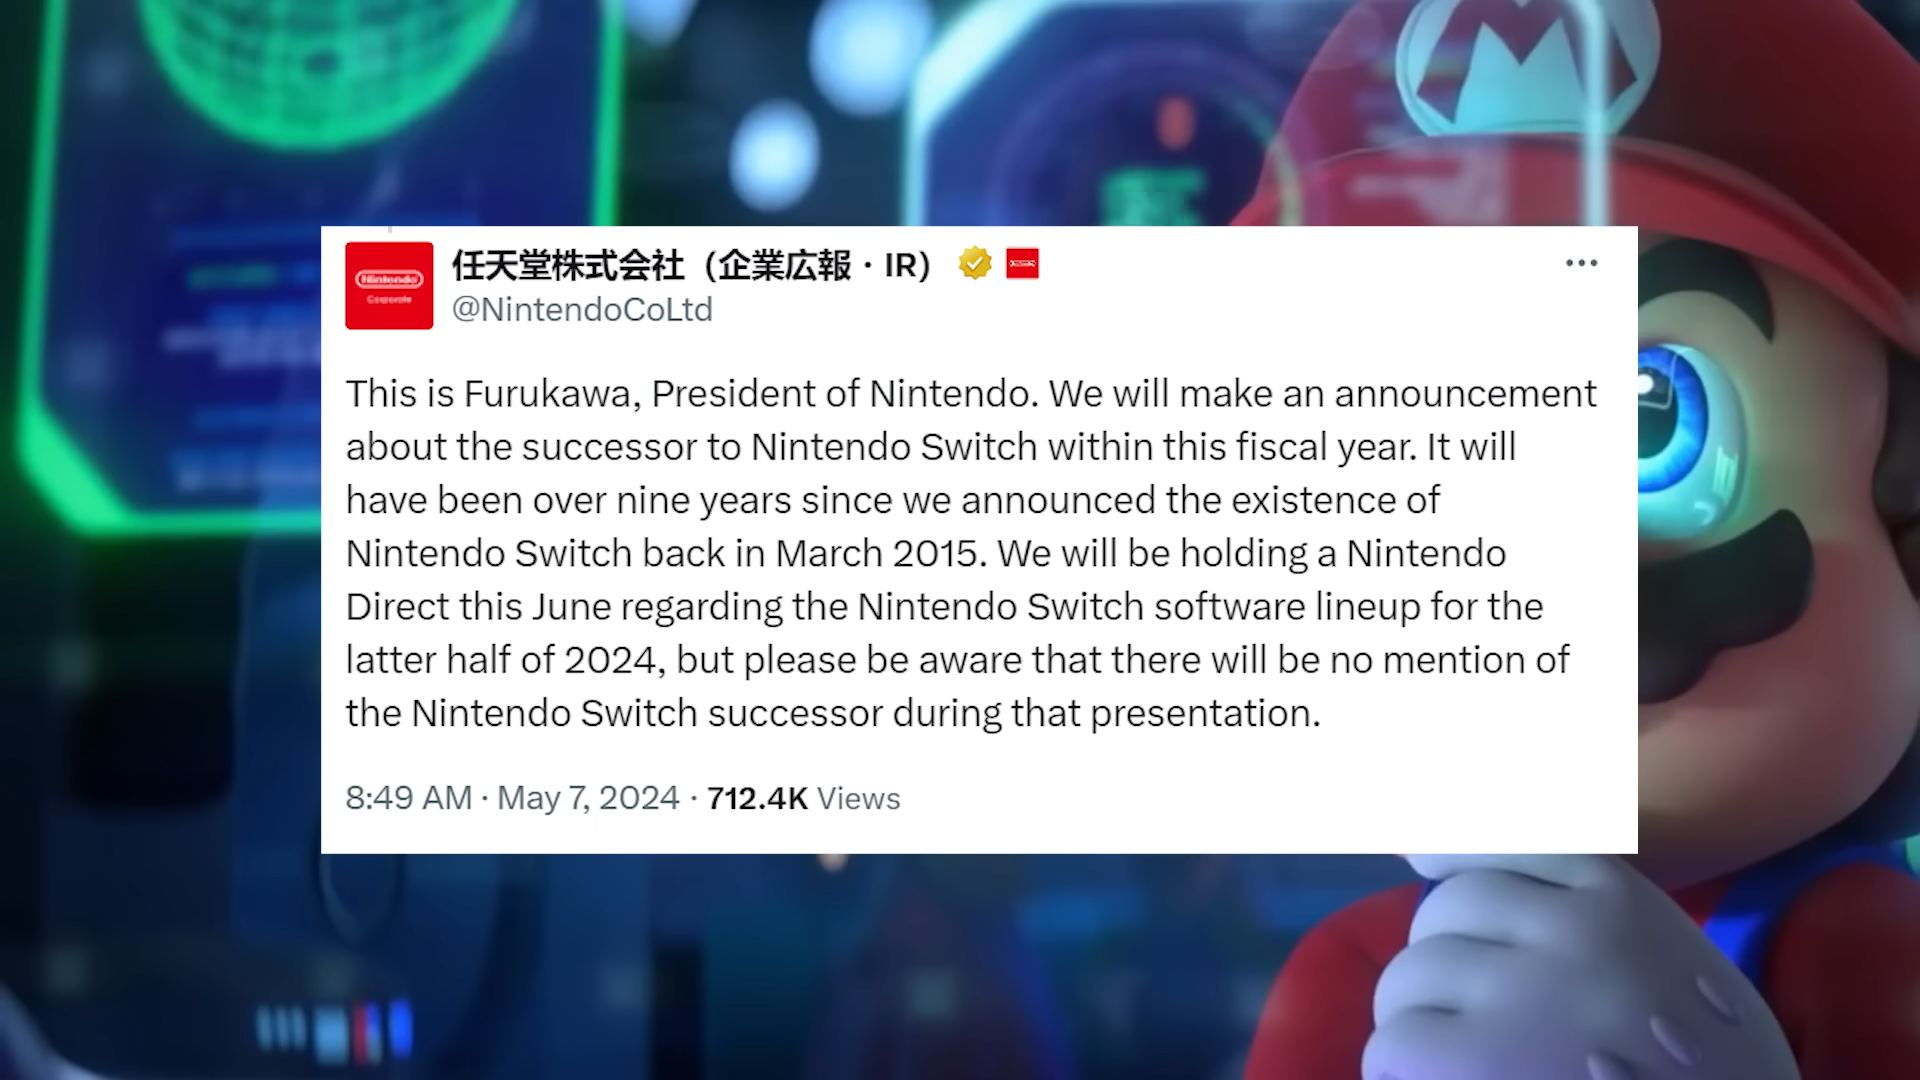 Nintendo
Corporate
任天堂株式会社（企業広報・IR）
@NintendoCoLtd
This is Furukawa, President of Nintendo. We will make an announcement
about the successor to Nintendo Switch within this fiscal year. It will
have been over nine years since we announced the existence of
Nintendo Switch back in March 2015. We will be holding a Nintendo
Direct this June regarding the Nintendo Switch software lineup for the
latter half of 2024, but please be aware that there will be no mention of
the Nintendo Switch successor during that presentation.
8:49 AM · May 7, 2024 · 712.4K Views
M